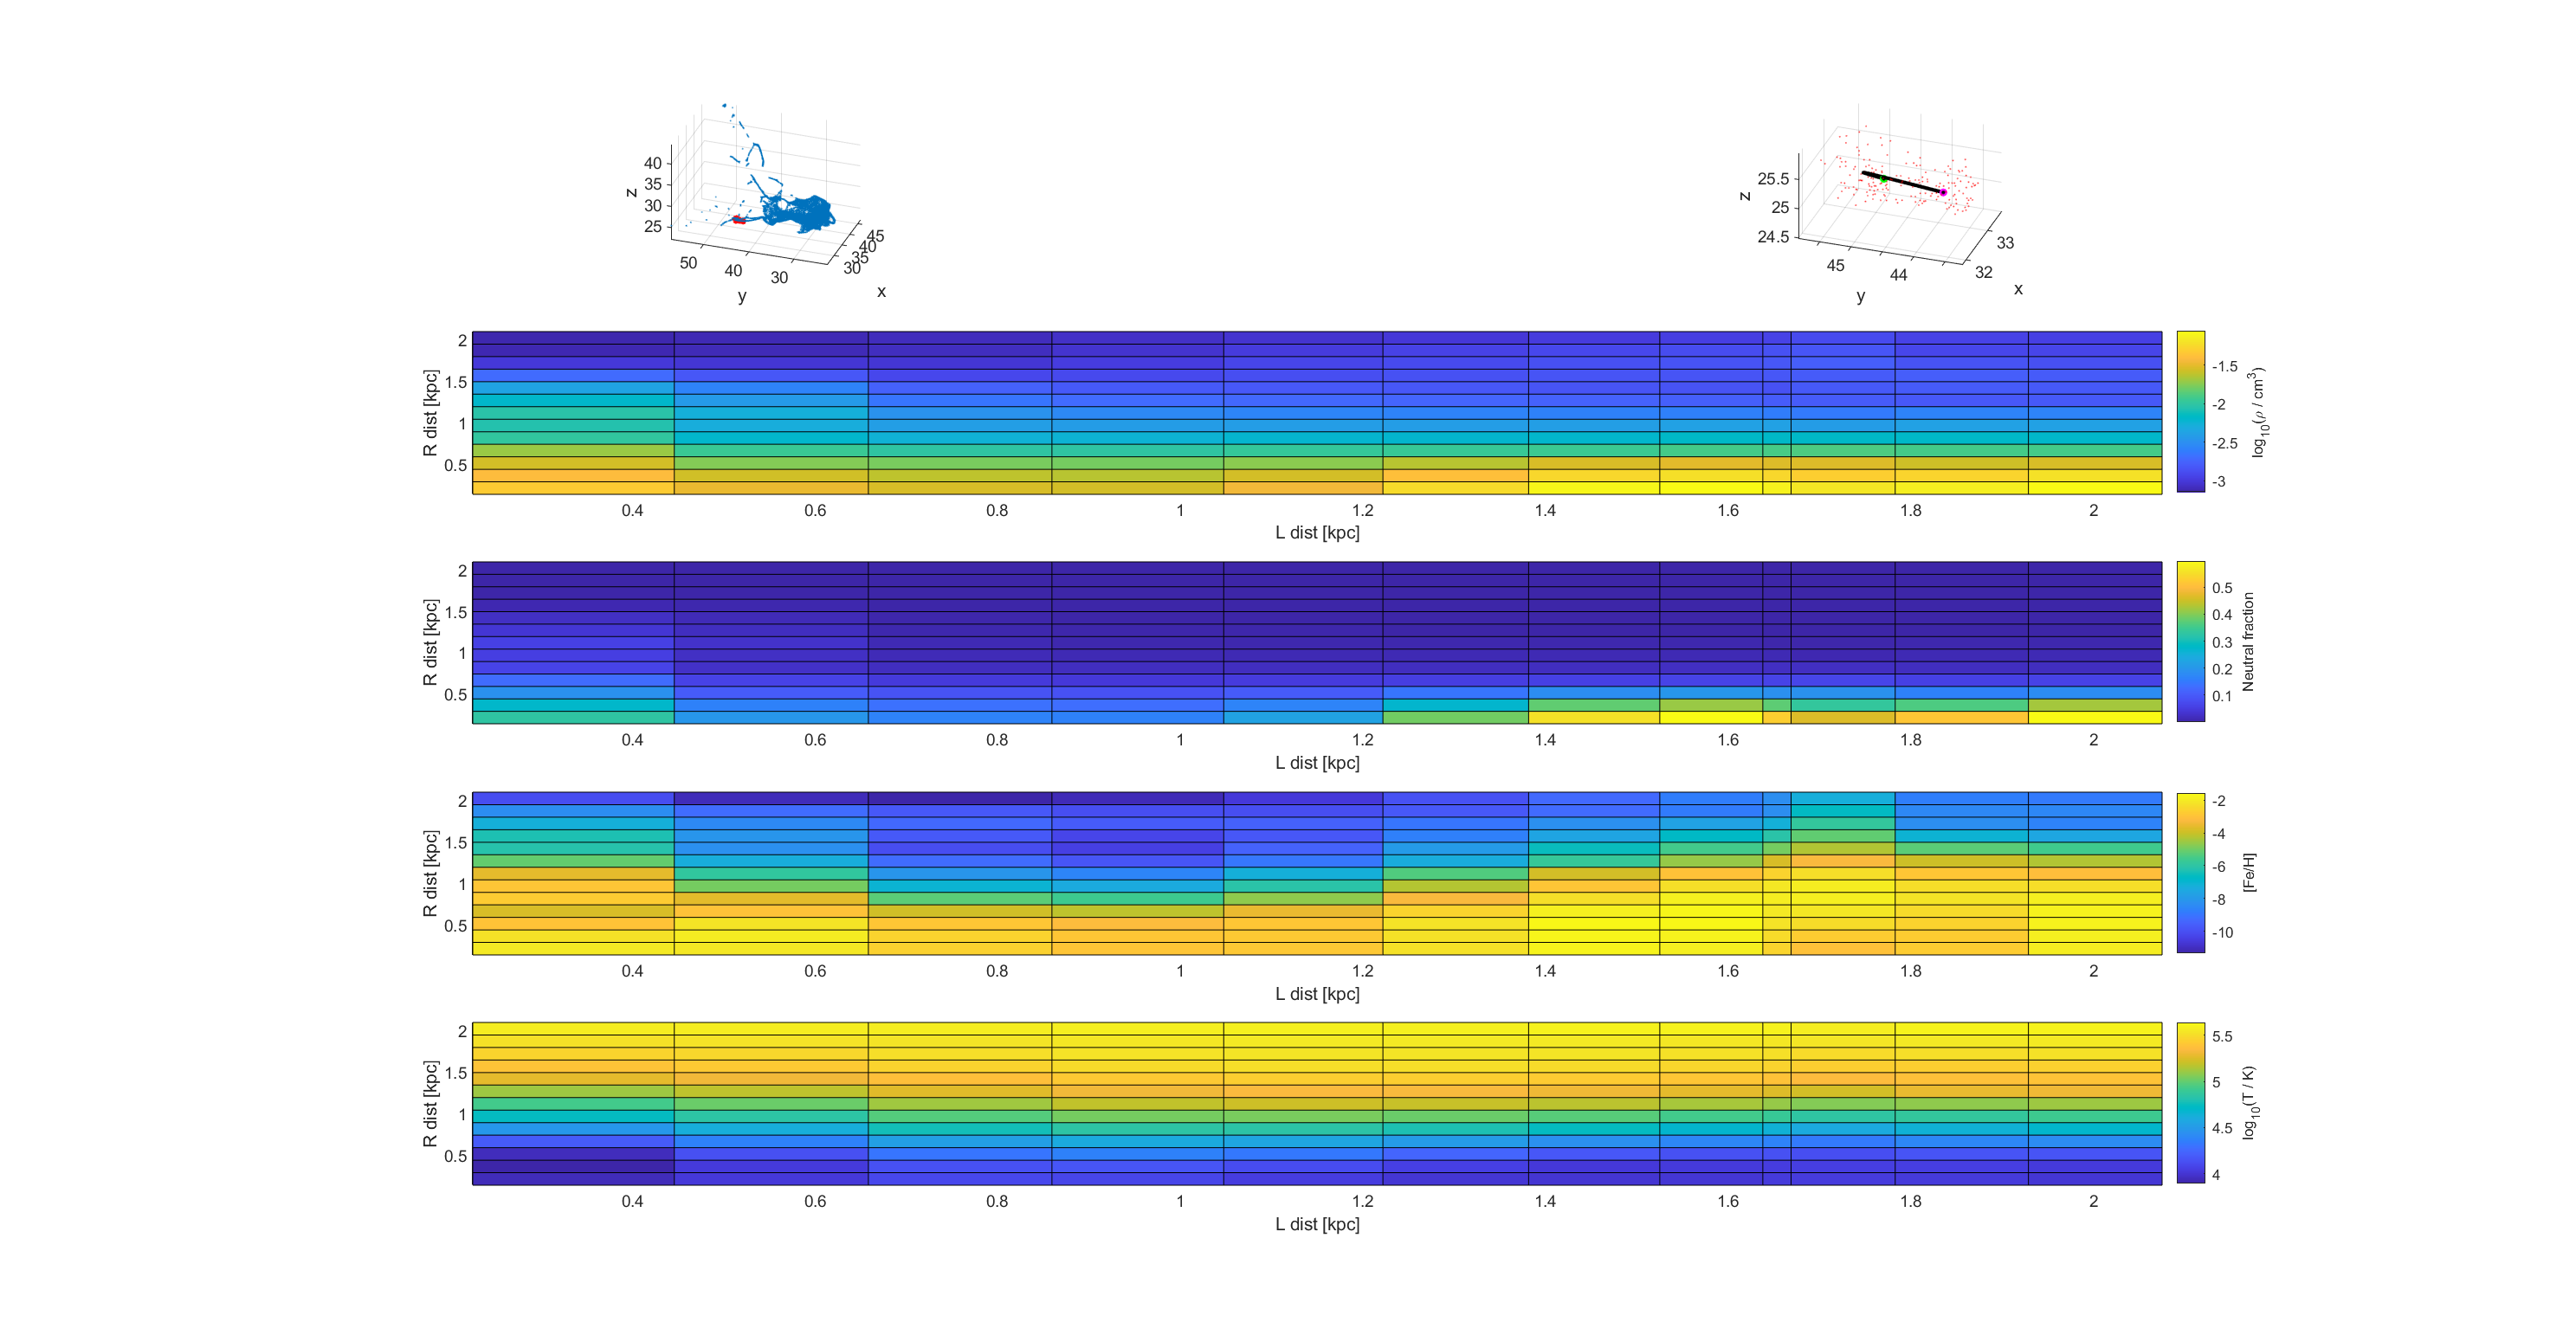 z
40
35
30
25
50
40
30
y
45
40
35
30
x
z
25.5
25
24.5
45
44
y
33
32
x
R dist [kpc]
2
1.5
1
0.5
0.4 0.6 0.8 1 1.2 1.4 1.6 1.8 2
L dist [kpc]
-1.5
-2
-2.5
-3
log10(ρ / cm3)
R dist [kpc]
2
1.5
1
0.5
0.4 0.6 0.8 1 1.2 1.4 1.6 1.8 2
L dist [kpc]
0.5
0.4
0.3
0.2
0.1
Neutral fraction
R dist [kpc]
2
1.5
1
0.5
0.4 0.6 0.8 1 1.2 1.4 1.6 1.8 2
L dist [kpc]
-2
-4
-6
-8
-10
[Fe/H]
R dist [kpc]
2
1.5
1
0.5
0.4 0.6 0.8 1 1.2 1.4 1.6 1.8 2
L dist [kpc]
5.5
5
4.5
4
log10(T / K)